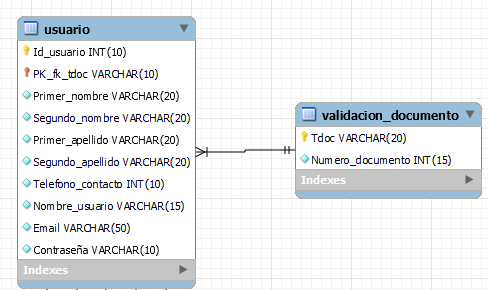 usuario
Id_usuario INT(10)
PK_fk_tdoc VARCHAR(10)
Primer_nombre VARCHAR(20)
Segundo_nombre VARCHAR(20)
Primer_apellido VARCHAR(20)
Segundo_apellido VARCHAR(20)
Telefono_contacto INT(10)
Nombre_usuario VARCHAR(15)
Email VARCHAR(50)
Contraseña VARCHAR(10)
Indexes
validacion_documento
Tdoc VARCHAR(20)
Numero_documento INT(15)
Indexes